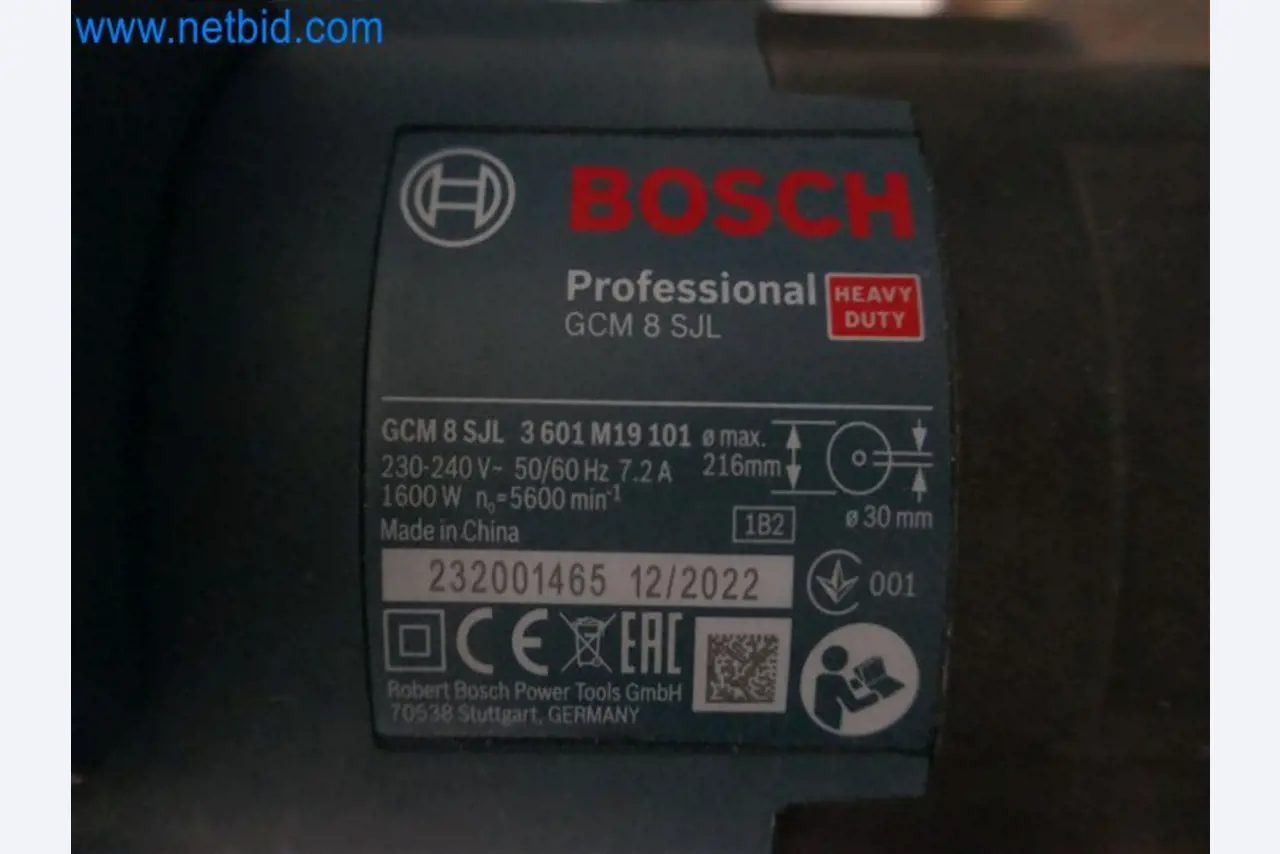 www.netbid.com
BOSCH
Professional
HEAVY
DUTY
GCM 8 SJL
GCM 8 SJL 3 601 M19 101
230-240 V~ 50/60 Hz 7.2 A
1600 W n₀=5600 min⁻¹
Made in China
ø max.
216mm
ø 30 mm
1B2
232001465 12/2022
001
CE
EAC
Robert Bosch Power Tools GmbH
70538 Stuttgart, GERMANY